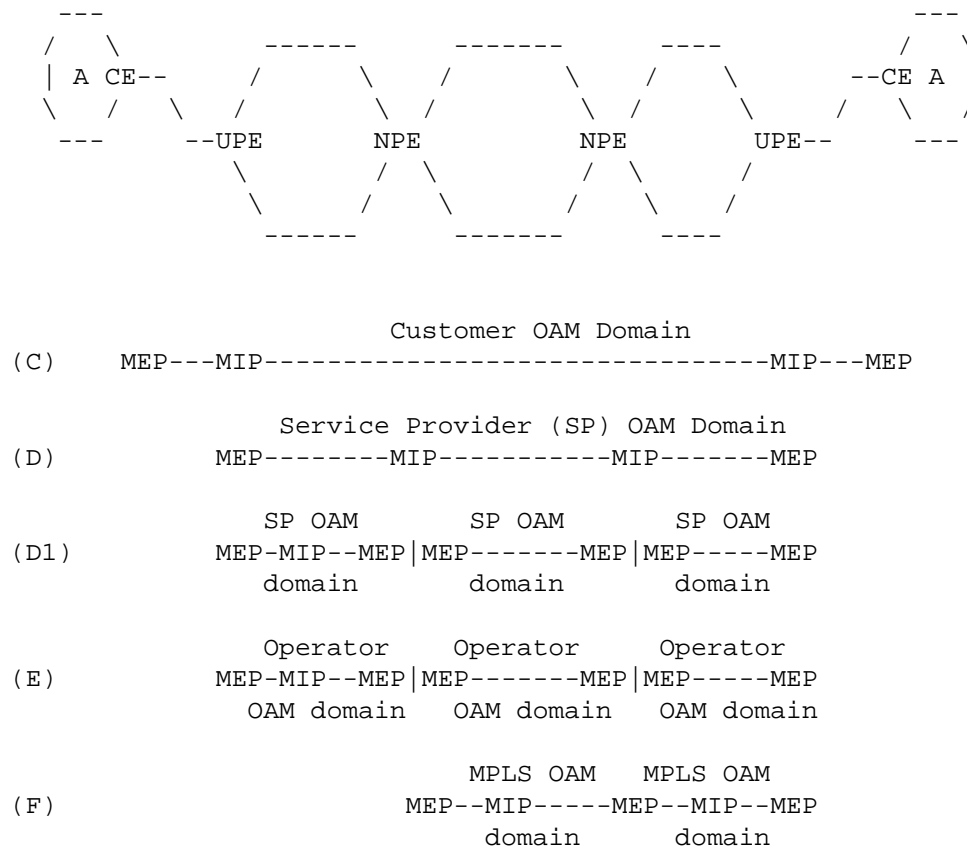 ---                                                   ---
      /   \         ------      -------     ----            /   \
      | A CE--     /      \    /       \   /    \       --CE A
      \   /   \   /        \  /         \ /      \     /   \   /
       ---     --UPE       NPE          NPE        UPE--     ---
                  \        /  \         / \      /
                   \      /    \       /   \    /
                    ------      -------     ----

                            Customer OAM Domain
(C)       MEP---MIP--------------------------------MIP---MEP

                     Service Provider (SP) OAM Domain
(D)             MEP--------MIP-----------MIP-------MEP

                    SP OAM       SP OAM       SP OAM
(D1)            MEP-MIP--MEP|MEP-------MEP|MEP-----MEP
                    domain       domain       domain

                    Operator    Operator     Operator
(E)             MEP-MIP--MEP|MEP-------MEP|MEP-----MEP
                   OAM domain   OAM domain   OAM domain

                                 MPLS OAM   MPLS OAM
(F)                          MEP--MIP-----MEP--MIP--MEP
                                  domain      domain